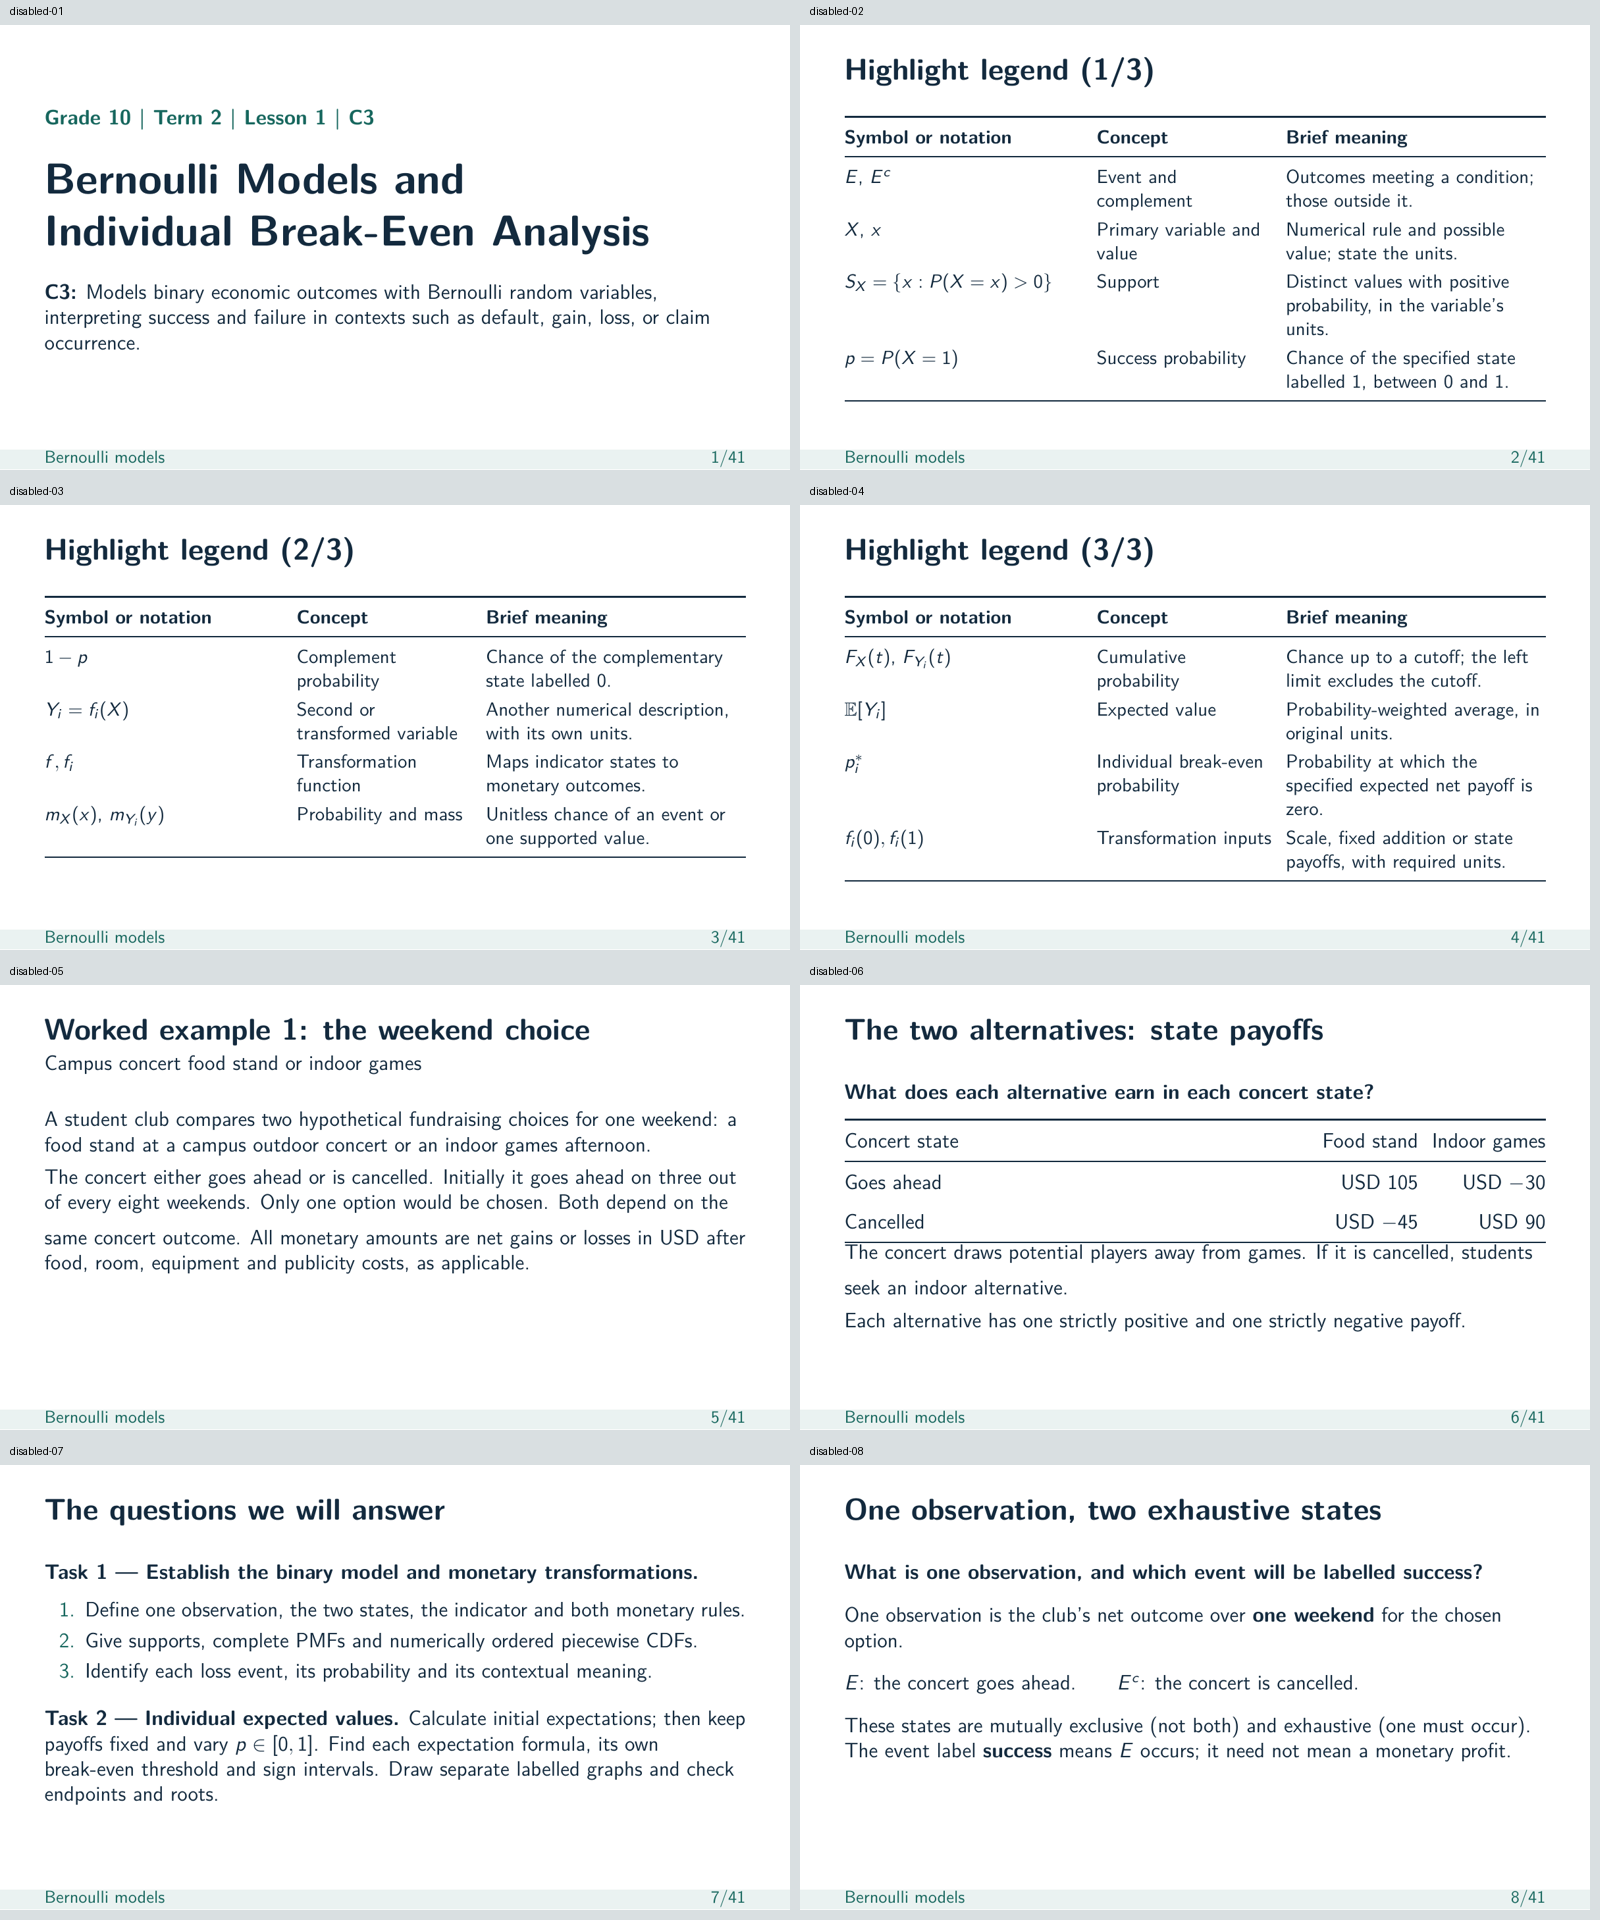 disabled-01
Grade 10 | Term 2 | Lesson 1 | C3
Bernoulli Models and
Individual Break-Even Analysis
C3: Models binary economic outcomes with Bernoulli random variables,
interpreting success and failure in contexts such as default, gain, loss, or claim
occurrence.
Bernoulli models 1/41
disabled-02
Highlight legend (1/3)
Symbol or notation Concept Brief meaning
E, Eᶜ Event and Outcomes meeting a condition;
complement those outside it.
X, x Primary variable and Numerical rule and possible
value value; state the units.
S_X = {x : P(X = x) > 0} Support Distinct values with positive
probability, in the variable's
units.
p = P(X = 1) Success probability Chance of the specified state
labelled 1, between 0 and 1.
Bernoulli models 2/41
disabled-03
Highlight legend (2/3)
Symbol or notation Concept Brief meaning
1 − p Complement Chance of the complementary
probability state labelled 0.
Y_i = f_i(X) Second or Another numerical description,
transformed variable with its own units.
f, f_i Transformation Maps indicator states to
function monetary outcomes.
m_X(x), m_{Y_i}(y) Probability and mass Unitless chance of an event or
one supported value.
Bernoulli models 3/41
disabled-04
Highlight legend (3/3)
Symbol or notation Concept Brief meaning
F_X(t), F_{Y_i}(t) Cumulative Chance up to a cutoff; the left
probability limit excludes the cutoff.
𝔼[Y_i] Expected value Probability-weighted average, in
original units.
p_i^* Individual break-even Probability at which the
probability specified expected net payoff is
zero.
f_i(0), f_i(1) Transformation inputs Scale, fixed addition or state
payoffs, with required units.
Bernoulli models 4/41
disabled-05
Worked example 1: the weekend choice
Campus concert food stand or indoor games
A student club compares two hypothetical fundraising choices for one weekend: a
food stand at a campus outdoor concert or an indoor games afternoon.
The concert either goes ahead or is cancelled. Initially it goes ahead on three out
of every eight weekends. Only one option would be chosen. Both depend on the
same concert outcome. All monetary amounts are net gains or losses in USD after
food, room, equipment and publicity costs, as applicable.
Bernoulli models 5/41
disabled-06
The two alternatives: state payoffs
What does each alternative earn in each concert state?
Concert state Food stand Indoor games
Goes ahead USD 105 USD −30
Cancelled USD −45 USD 90
The concert draws potential players away from games. If it is cancelled, students
seek an indoor alternative.
Each alternative has one strictly positive and one strictly negative payoff.
Bernoulli models 6/41
disabled-07
The questions we will answer
Task 1 — Establish the binary model and monetary transformations.
1. Define one observation, the two states, the indicator and both monetary rules.
2. Give supports, complete PMFs and numerically ordered piecewise CDFs.
3. Identify each loss event, its probability and its contextual meaning.
Task 2 — Individual expected values. Calculate initial expectations; then keep
payoffs fixed and vary p ∈ [0, 1]. Find each expectation formula, its own
break-even threshold and sign intervals. Draw separate labelled graphs and check
endpoints and roots.
Bernoulli models 7/41
disabled-08
One observation, two exhaustive states
What is one observation, and which event will be labelled success?
One observation is the club's net outcome over one weekend for the chosen
option.
E: the concert goes ahead. Eᶜ: the concert is cancelled.
These states are mutually exclusive (not both) and exhaustive (one must occur).
The event label success means E occurs; it need not mean a monetary profit.
Bernoulli models 8/41